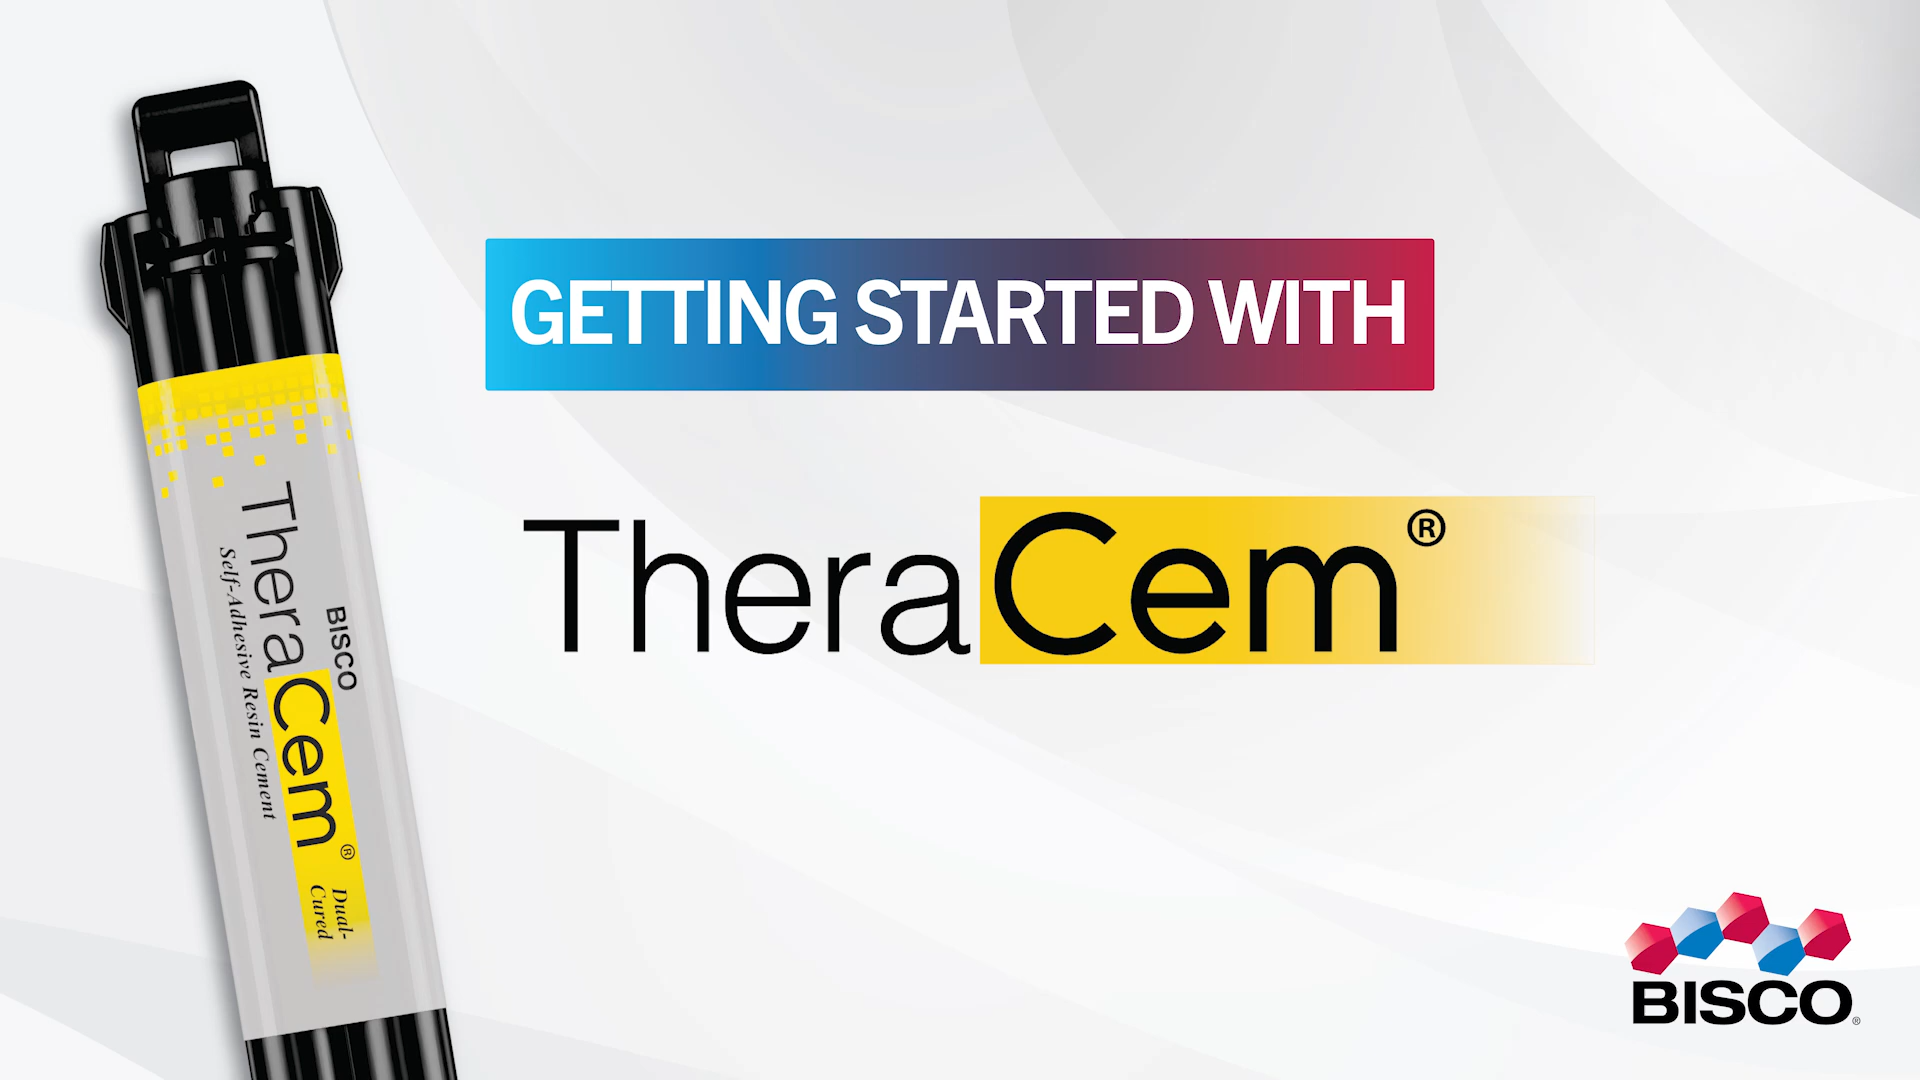 GETTING STARTED WITH
TheraCem®
BISCO
TheraCem®
Self-Adhesive Resin Cement
Dual-
Cured
BISCO®